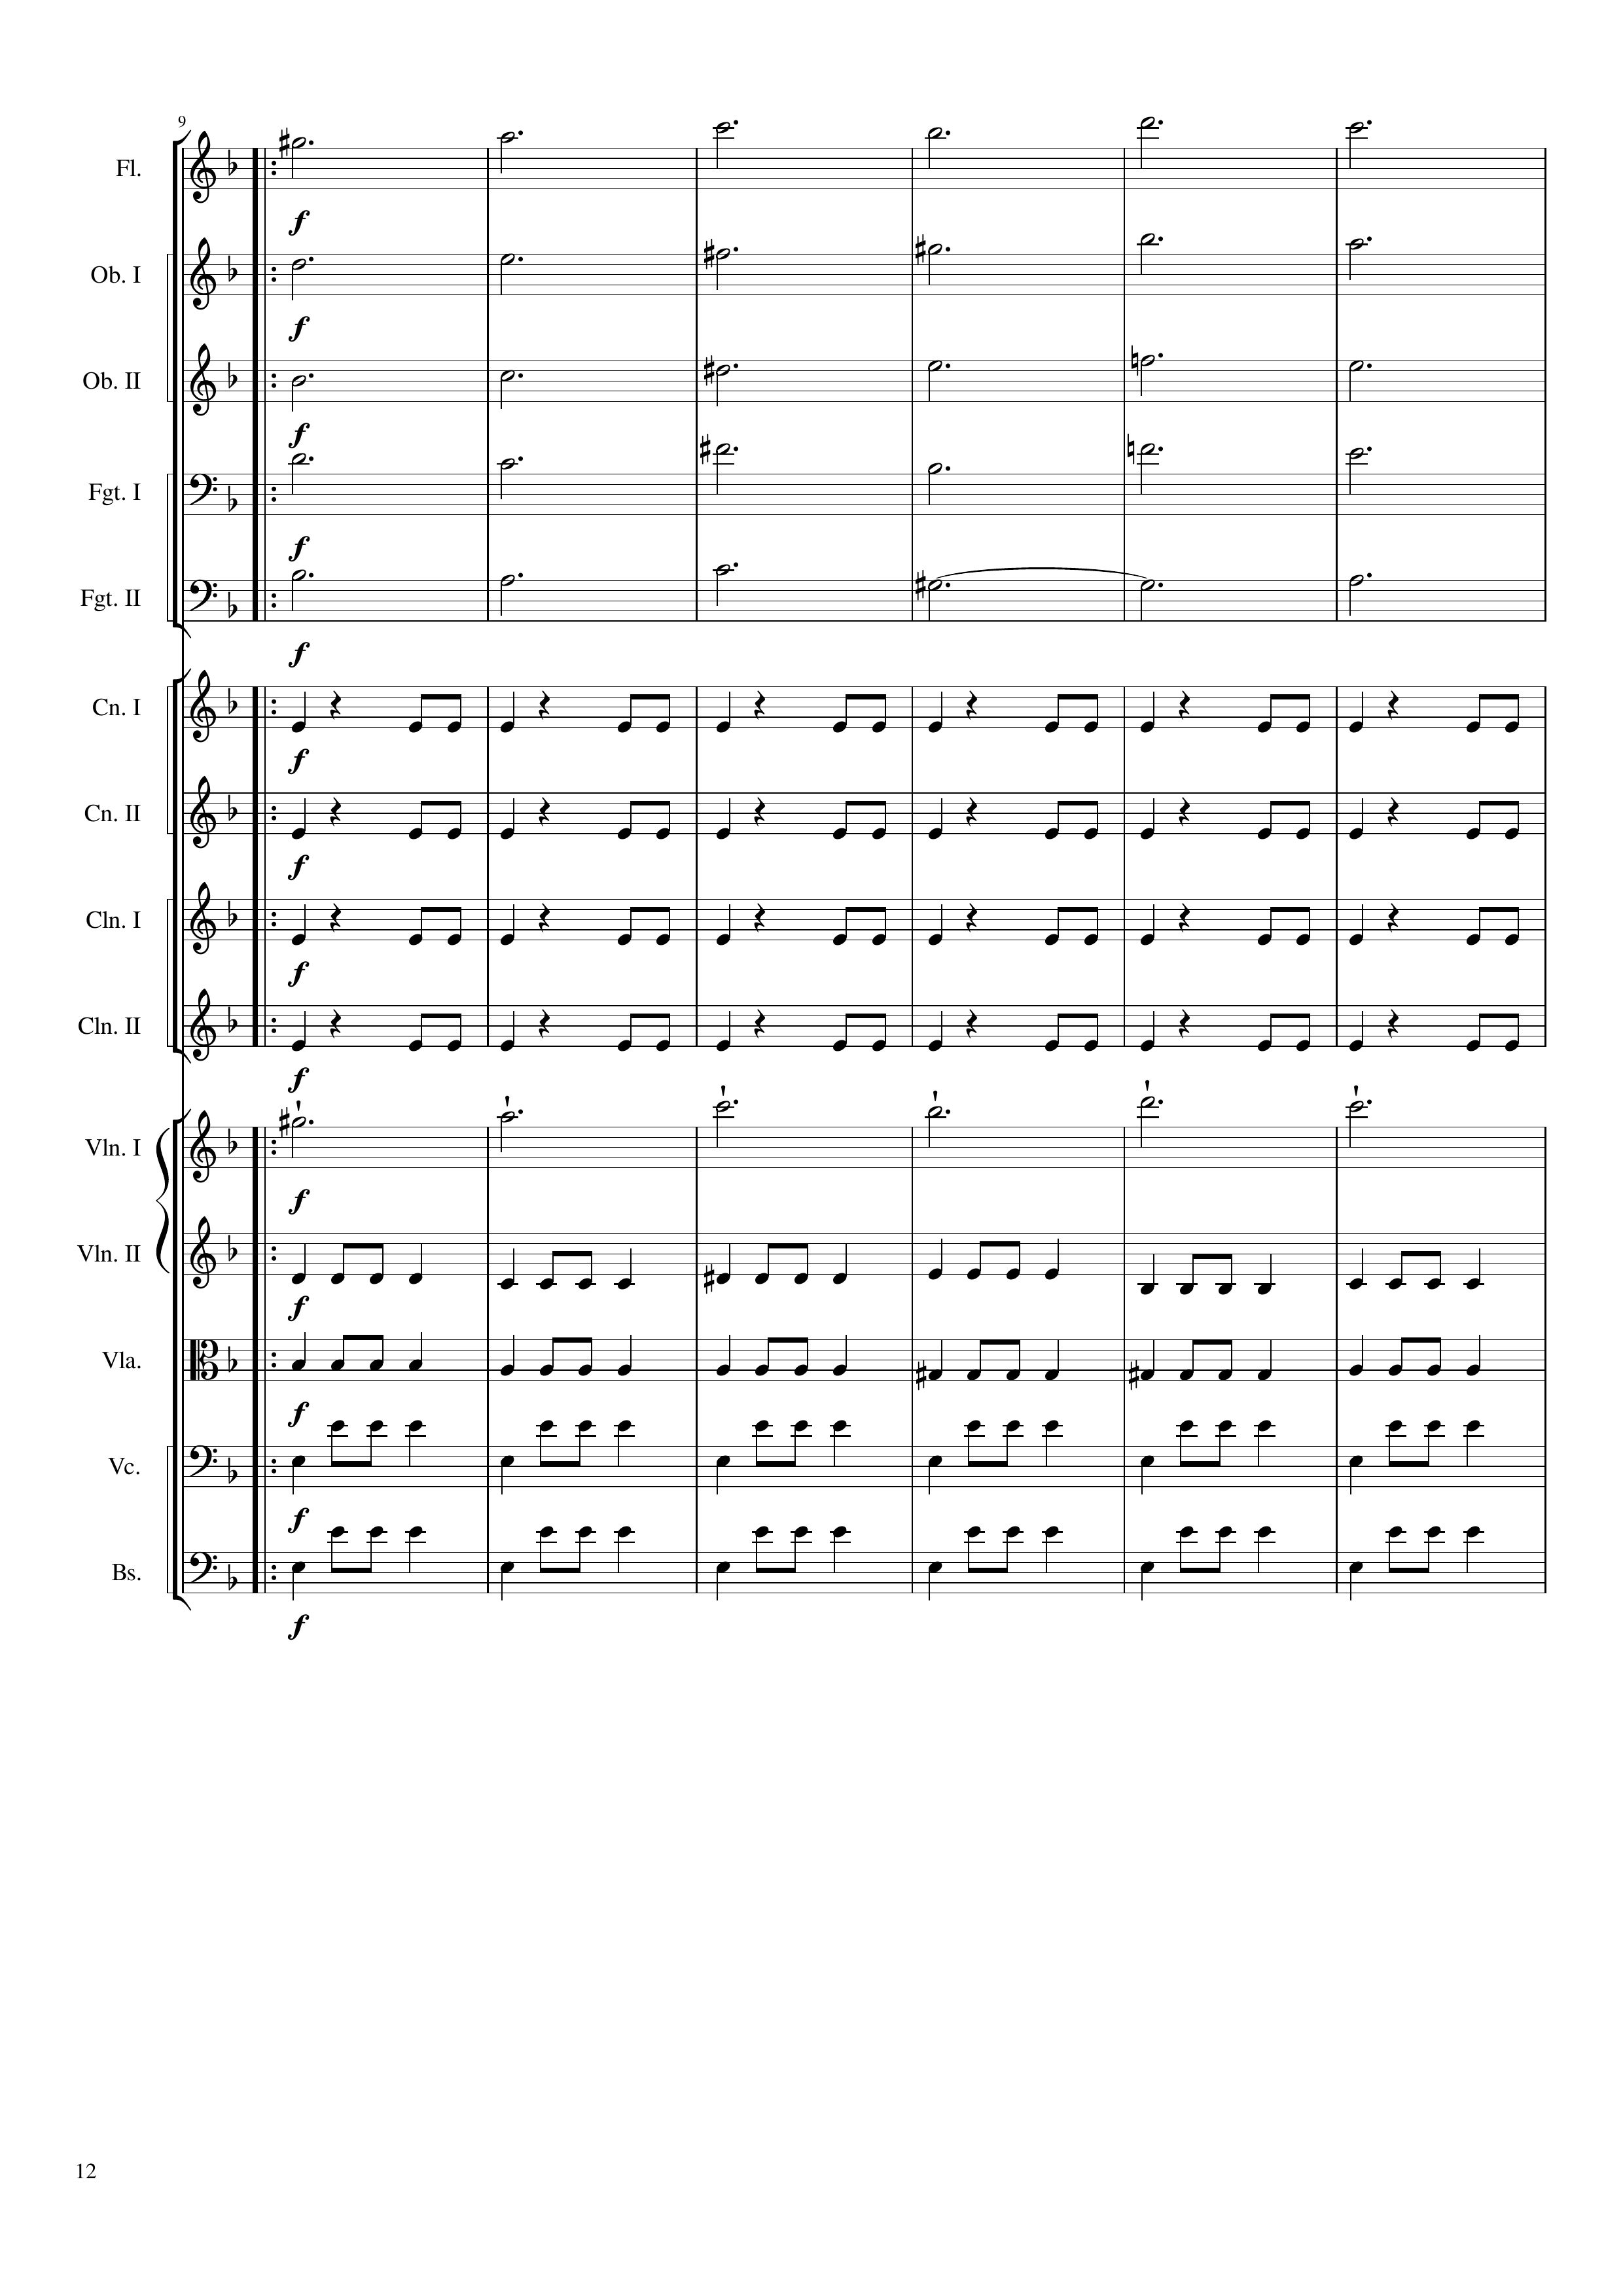 9
Fl.
f
Ob. I
f
Ob. II
f
Fgt. I
f
Fgt. II
f
Cn. I
f
Cn. II
f
Cln. I
f
Cln. II
f
Vln. I
f
Vln. II
f
Vla.
f
Vc.
f
Bs.
f
12